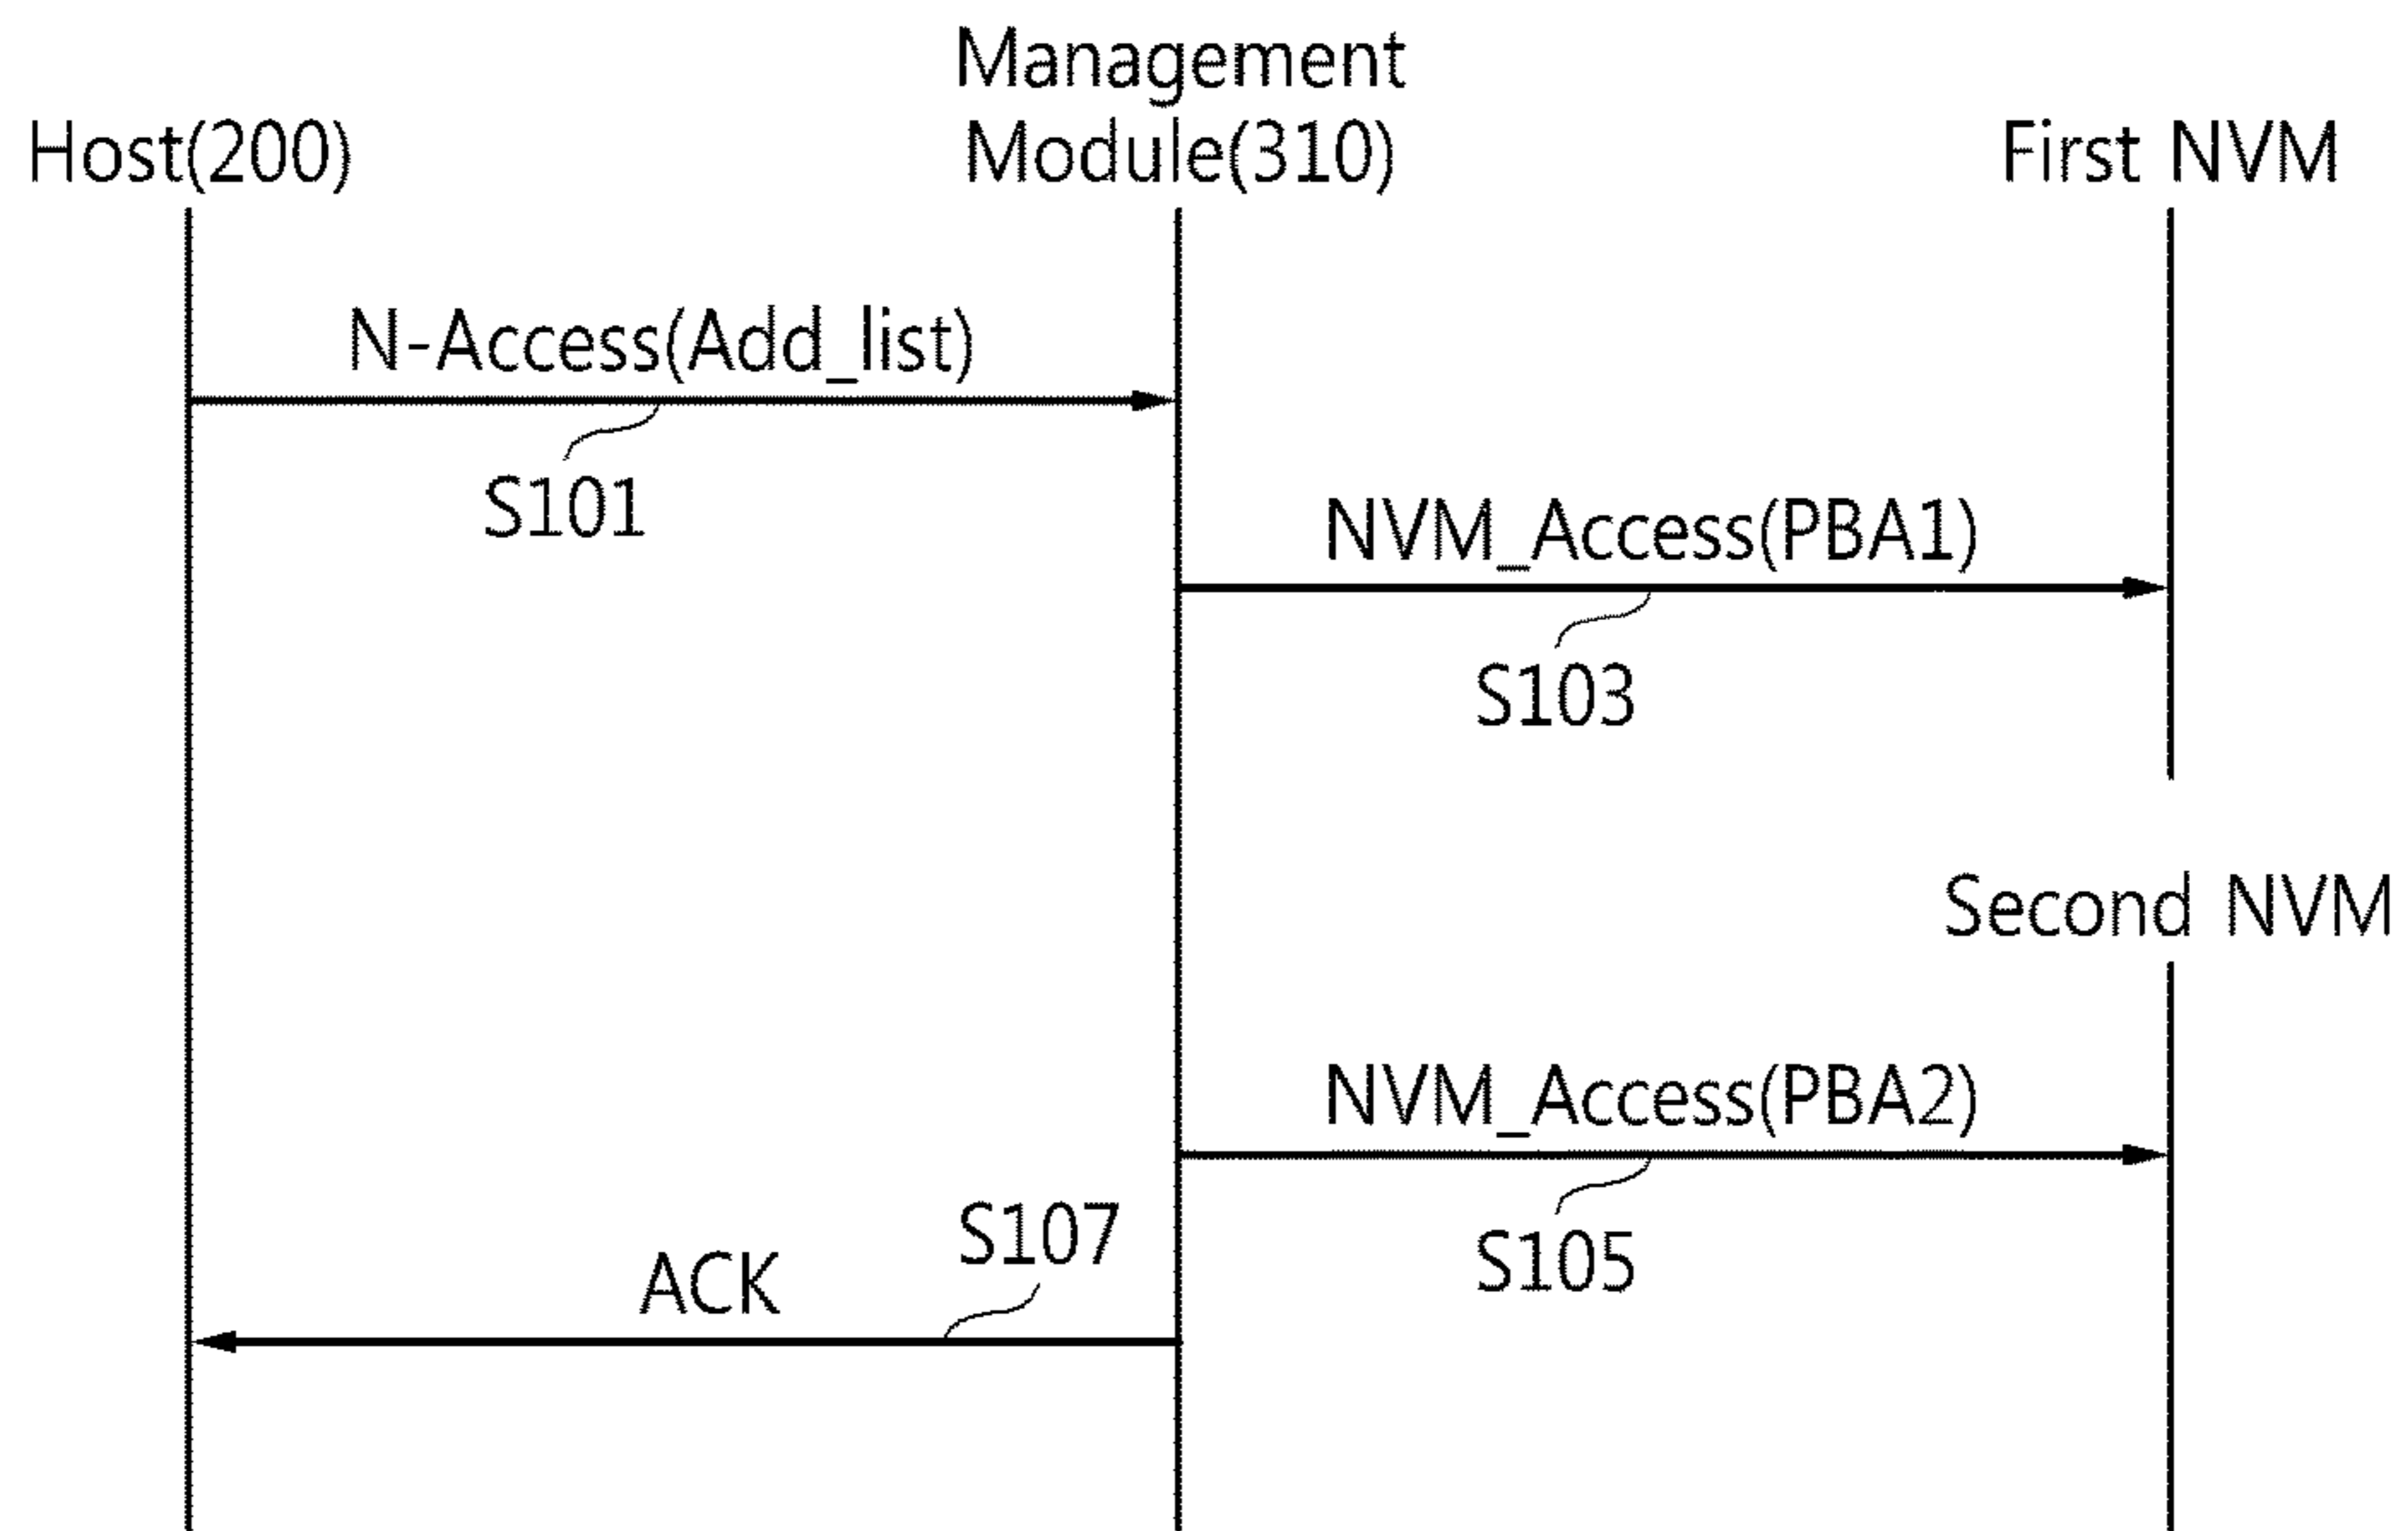 Management
Host(200)
Module(310)
First NVM
N-Access(Add_list)
S101
NVM_Access(PBA1)
S103
Second NVM
NVM_Access(PBA2)
S107
S105
ACK